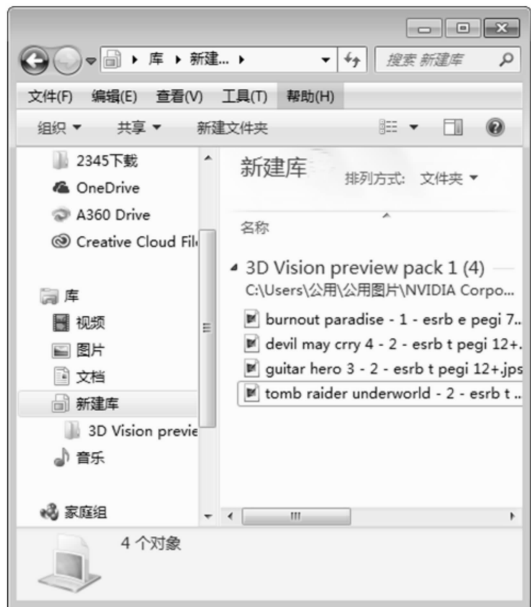 库 新建... 搜索 新建库
文件(F) 编辑(E) 查看(V) 工具(T) 帮助(H)
组织 共享 新建文件夹
2345下载
OneDrive
A360 Drive
Creative Cloud File
库
视频
图片
文档
新建库
3D Vision previe
音乐
家庭组
新建库
排列方式: 文件夹
名称
3D Vision preview pack 1 (4)
C:\Users\公用\公用图片\NVIDIA Corpo...
burnout paradise - 1 - esrb e pegi 7...
devil may crry 4 - 2 - esrb t pegi 12+.
guitar hero 3 - 2 - esrb t pegi 12+.jps
tomb raider underworld - 2 - esrb t ...
4 个对象